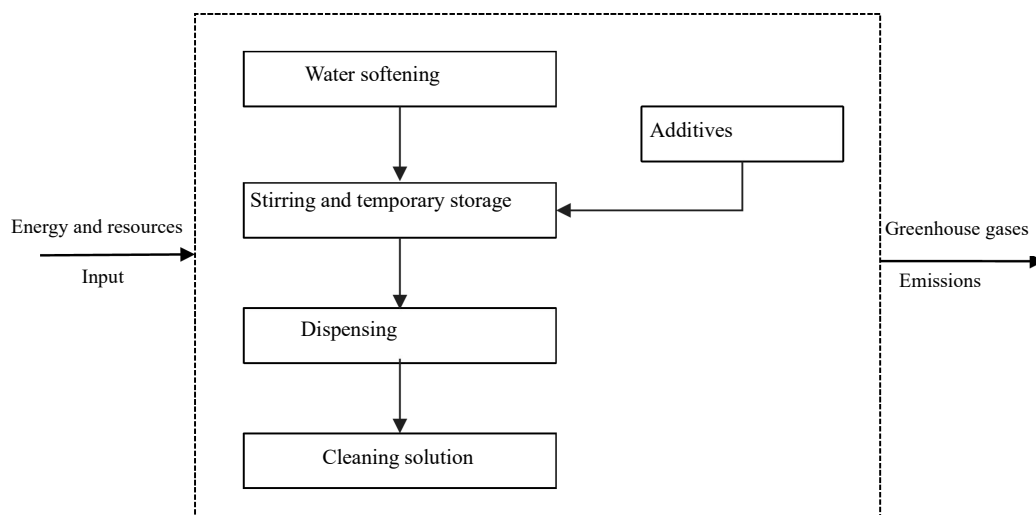 Water softening
Additives
Stirring and temporary storage
Energy and resources
Input
Greenhouse gases
Emissions
Dispensing
Cleaning solution